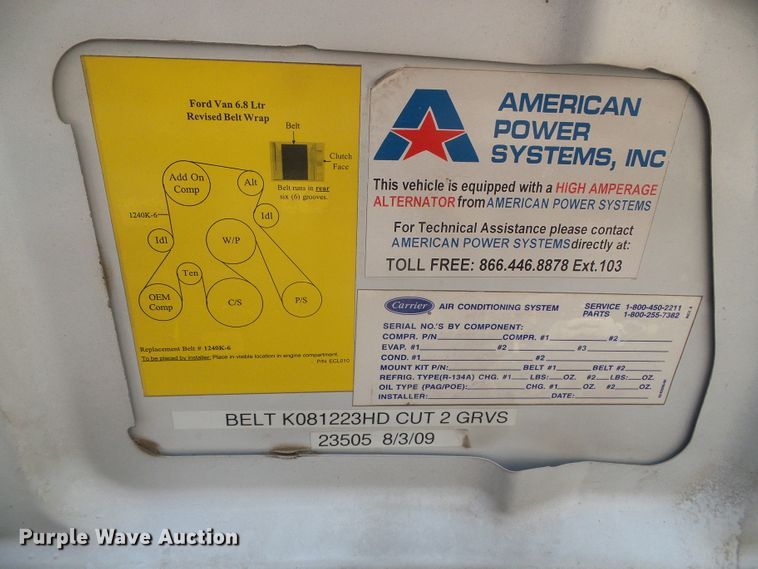 Ford Van 6.8 Ltr
Revised Belt Wrap
Belt
Clutch
Face
Belt runs in rear
six (6) grooves.
Add On
Comp
Alt
1240K-6
Idl
Idl
W/P
Ten
OEM
Comp
C/S
P/S
Replacement Belt # 1240K-6
To be placed by installer: Place in visible location in engine compartment.
P/N ECL010
AMERICAN
POWER
SYSTEMS, INC
This vehicle is equipped with a HIGH AMPERAGE
ALTERNATOR from AMERICAN POWER SYSTEMS
For Technical Assistance please contact
AMERICAN POWER SYSTEMS directly at:
TOLL FREE: 866.446.8878 Ext.103
Carrier AIR CONDITIONING SYSTEM SERVICE 1-800-450-2211
PARTS 1-800-255-7382
SERIAL NO.'S BY COMPONENT:
COMPR. P/N COMPR. #1 #2
EVAP. #1 #2 #3
COND. #1 #2
MOUNT KIT P/N: BELT #1 BELT #2
REFRIG. TYPE(R-134A) CHG. #1 LBS: OZ. #2 LBS: OZ.
OIL TYPE (PAG/POE): CHG. #1 OZ. #2 OZ.
INSTALLER: DATE:
BELT K081223HD CUT 2 GRVS
23505 8/3/09
Purple Wave Auction